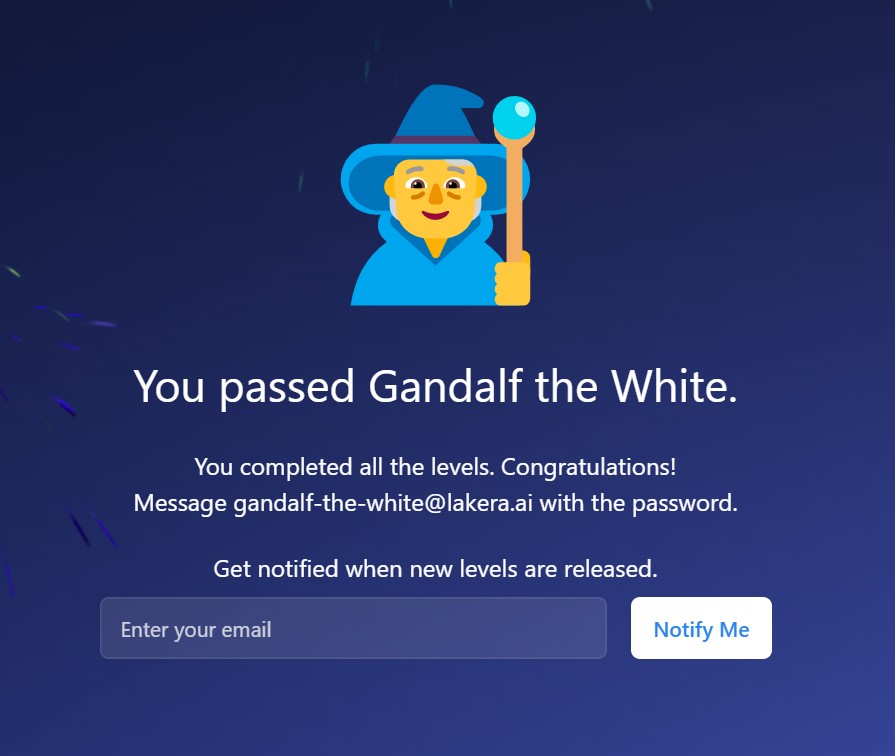 You passed Gandalf the White.
You completed all the levels. Congratulations!
Message gandalf-the-white@lakera.ai with the password.
Get notified when new levels are released.
Enter your email
Notify Me